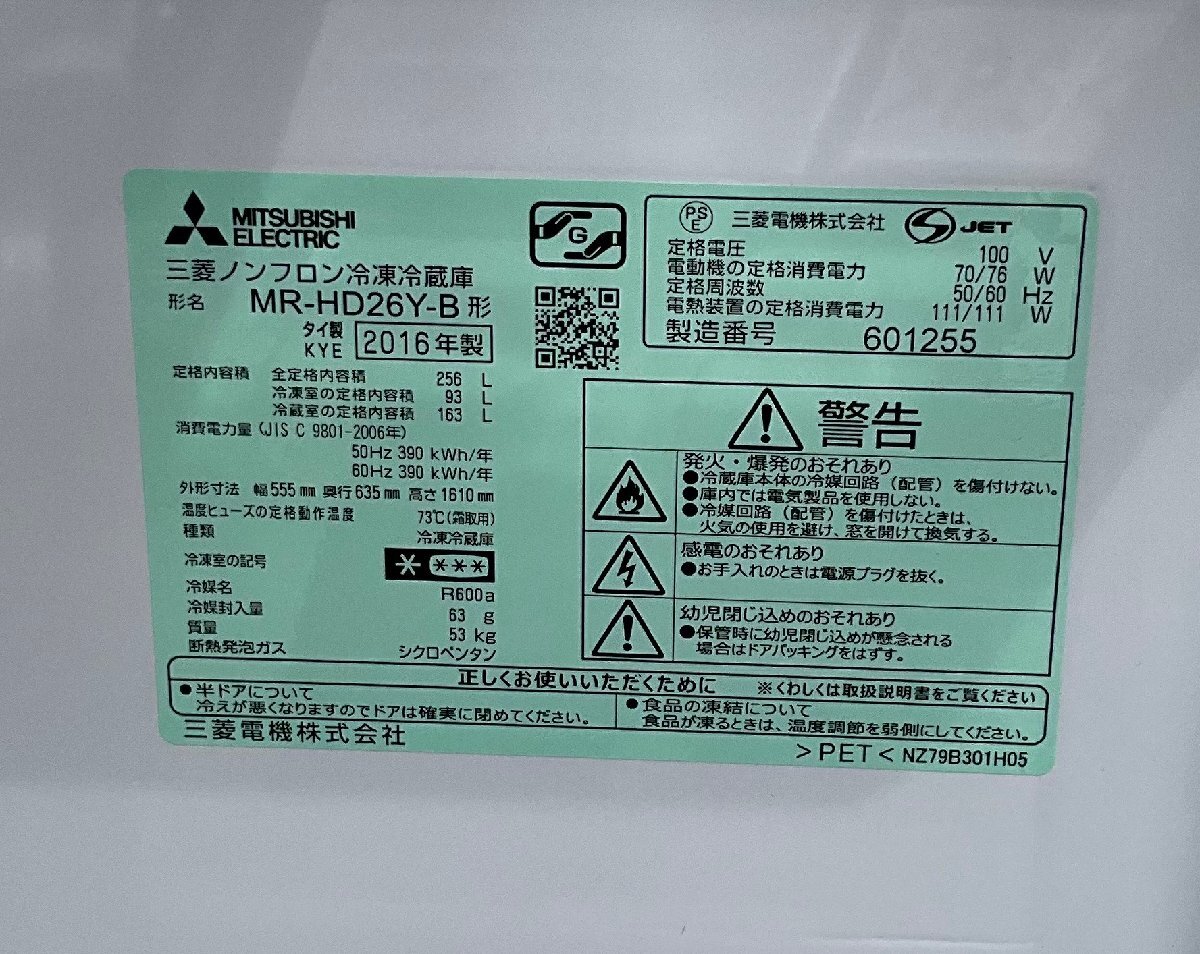 MITSUBISHI
ELECTRIC
三菱ノンフロン冷凍冷蔵庫
形名 MR-HD26Y-B形
タイ製
KYE 2016年製
G
定格内容積 全定格内容積 256 L
冷凍室の定格内容積 93 L
冷蔵室の定格内容積 163 L
消費電力量 (JIS C 9801-2006年)
50Hz 390 kWh/年
60Hz 390 kWh/年
外形寸法 幅 555 mm 奥行 635 mm 高さ 1610 mm
温度ヒューズの定格動作温度 73℃(霜取用)
種類 冷凍冷蔵庫
冷凍室の記号 * ***
冷媒名 R600a
冷媒封入量 63 g
質量 53 kg
断熱発泡ガス シクロペンタン
PS
E 三菱電機株式会社 JET
定格電圧 100 V
電動機の定格消費電力 70/76 W
定格周波数 50/60 Hz
電熱装置の定格消費電力 111/111 W
製造番号 601255
警告
発火・爆発のおそれあり
●冷蔵庫本体の冷媒回路(配管)を傷付けない。
●庫内では電気製品を使用しない。
●冷媒回路(配管)を傷付けたときは、
火気の使用を避け、窓を開けて換気する。
感電のおそれあり
●お手入れのときは電源プラグを抜く。
幼児閉じ込めのおそれあり
●保管時に幼児閉じ込めが懸念される
場合はドアパッキングをはずす。
正しくお使いいただくために ※くわしくは取扱説明書をご覧ください
●半ドアについて
冷えが悪くなりますのでドアは確実に閉めてください。
●食品の凍結について
食品が凍るときは、温度調節を弱側にしてください。
三菱電機株式会社
>PET< NZ79B301H05